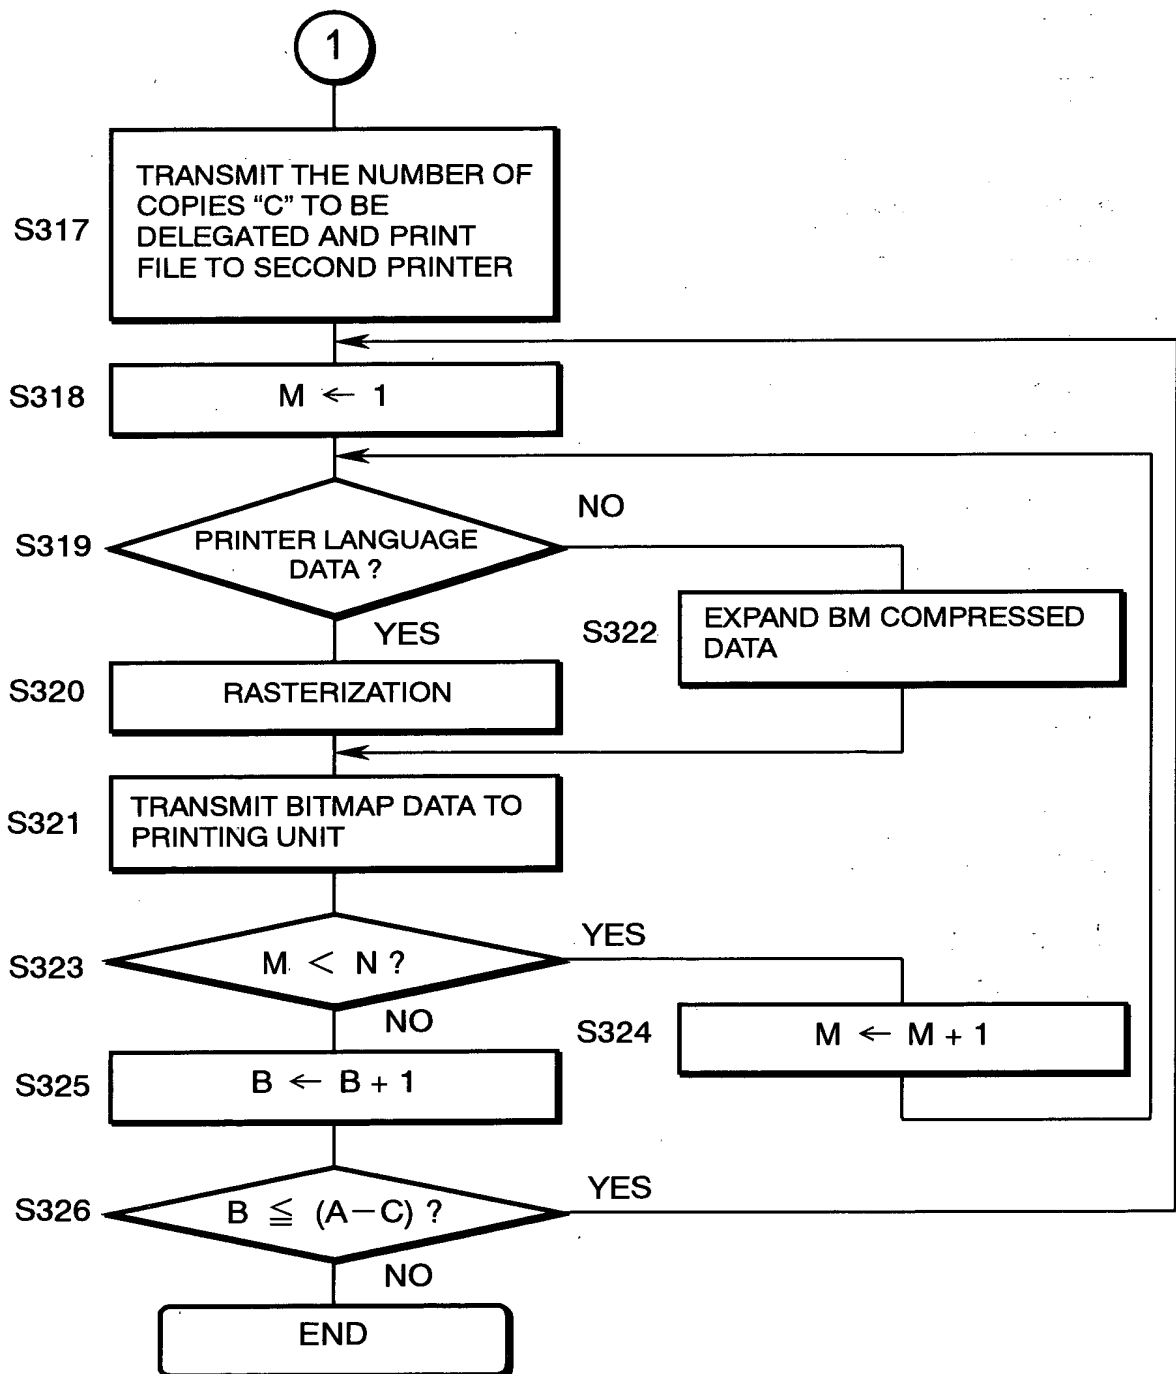 1
S317
TRANSMIT THE NUMBER OF
COPIES “C” TO BE
DELEGATED AND PRINT
FILE TO SECOND PRINTER
S318
M ← 1
S319
PRINTER LANGUAGE
DATA ?
NO
YES
S322
EXPAND BM COMPRESSED
DATA
S320
RASTERIZATION
S321
TRANSMIT BITMAP DATA TO
PRINTING UNIT
S323
M < N ?
YES
NO
S324
M ← M + 1
S325
B ← B + 1
S326
B ≦ (A−C) ?
YES
NO
END